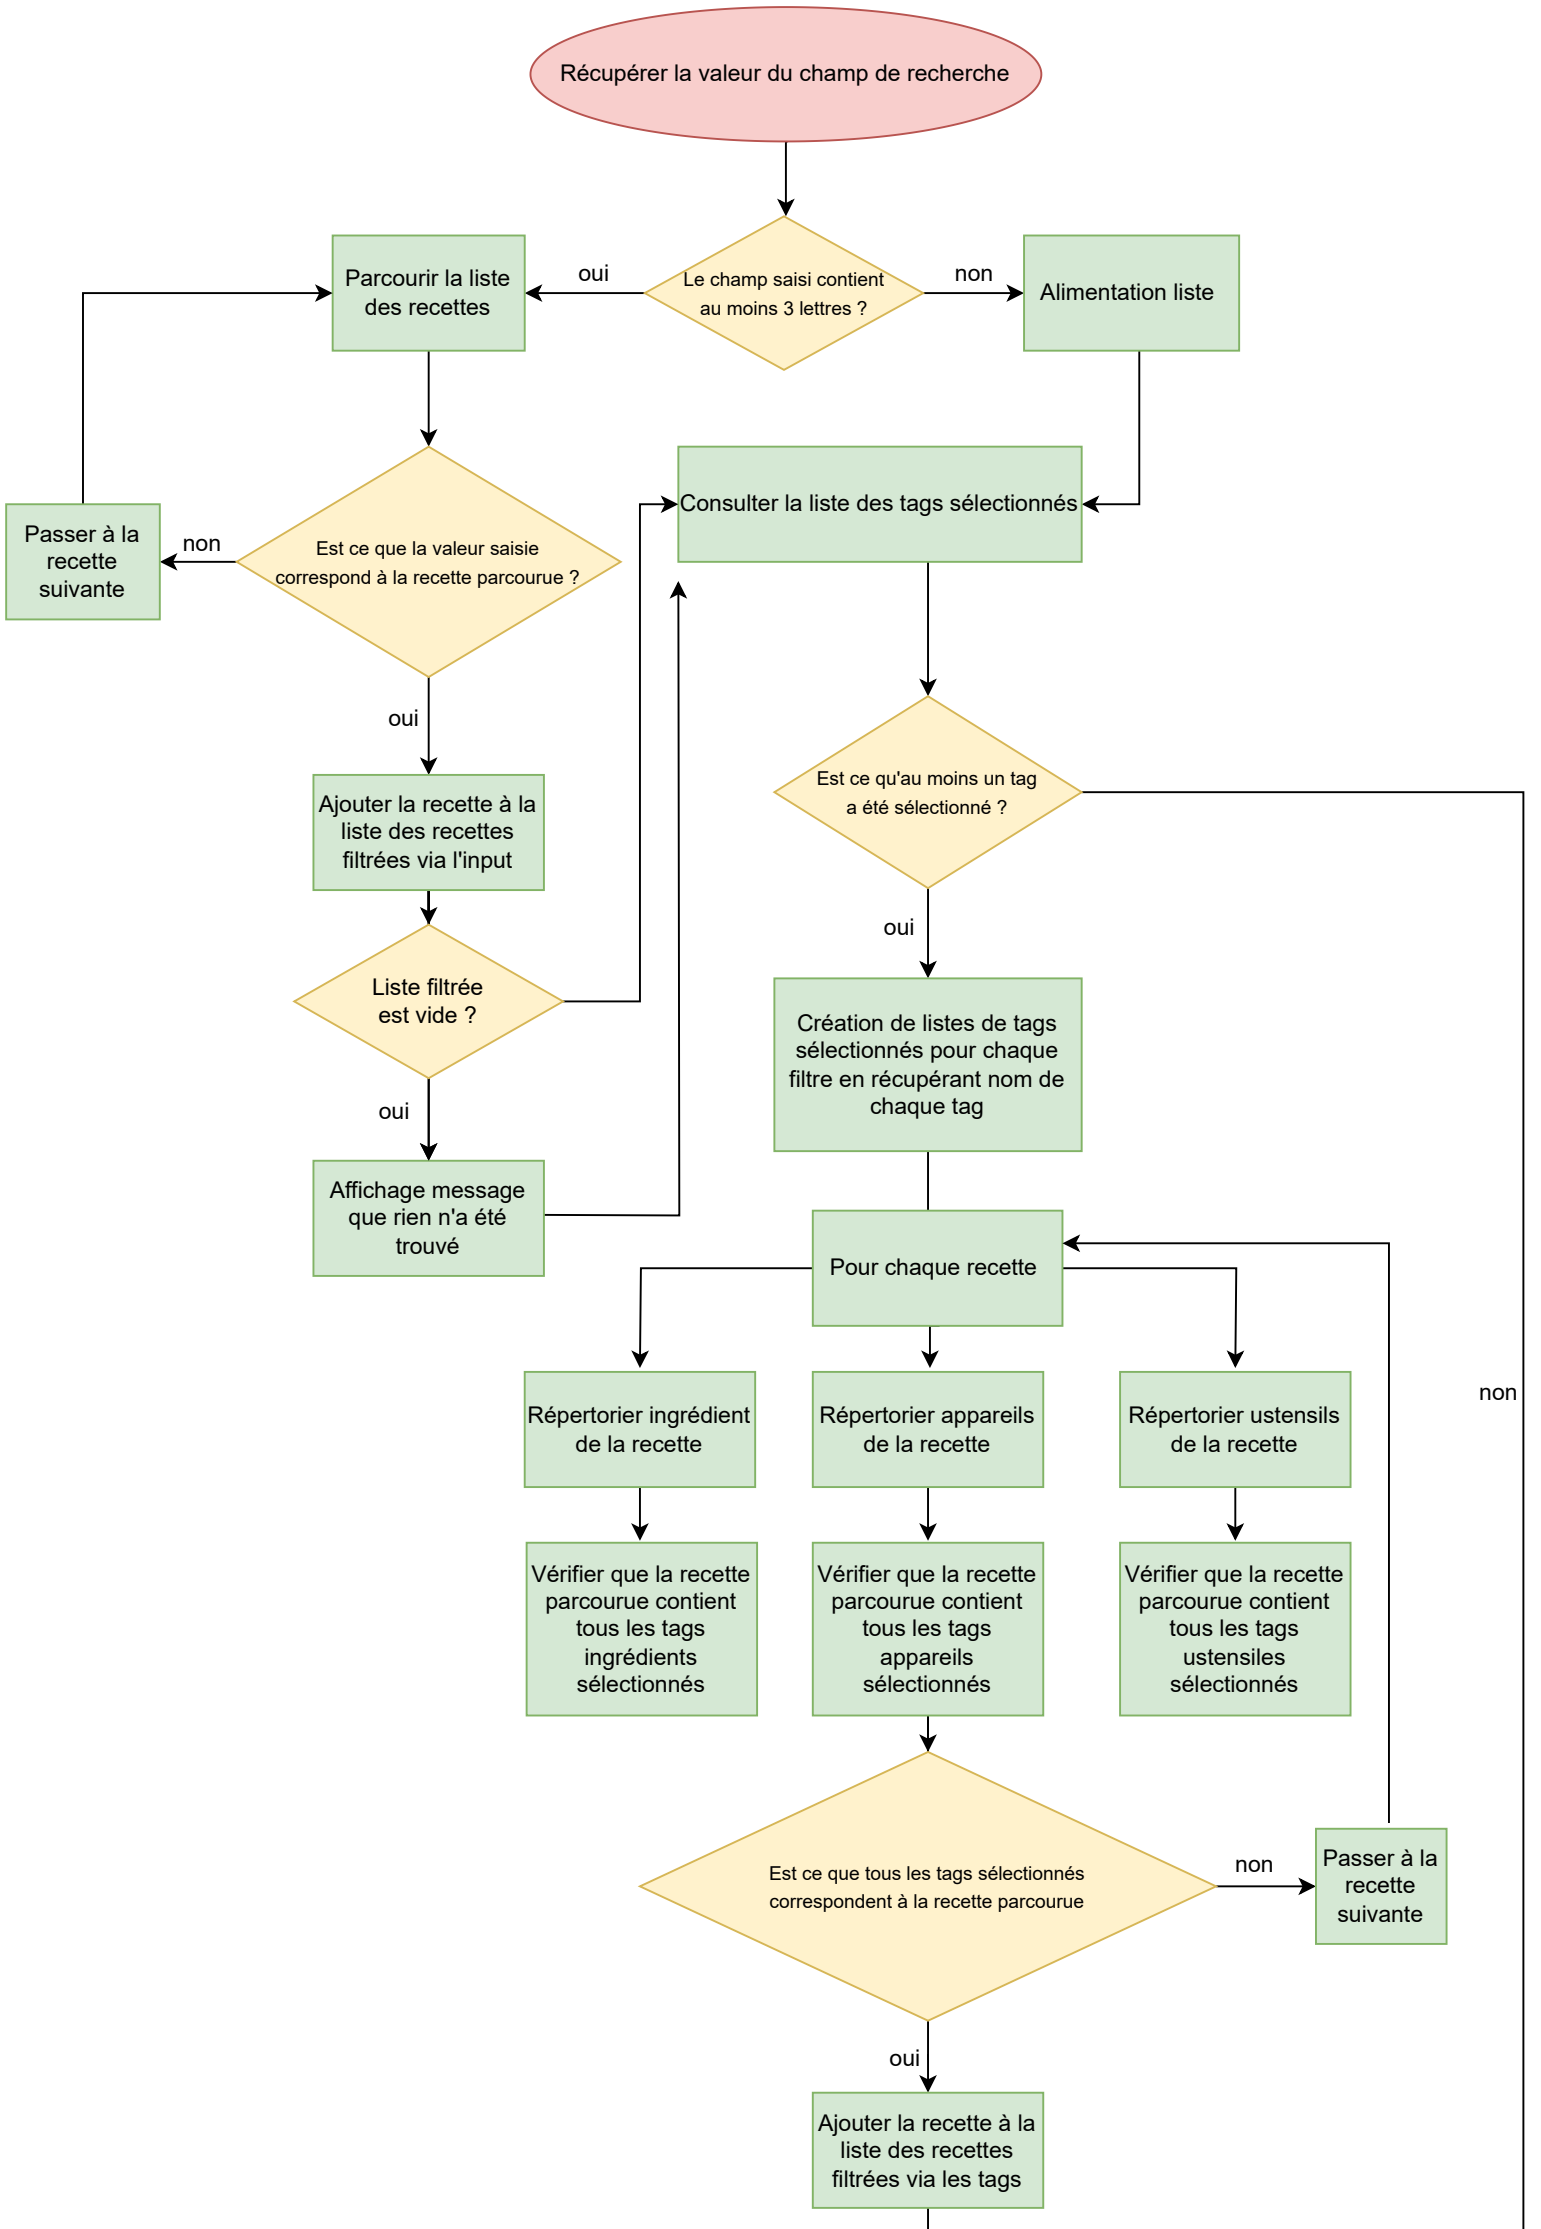 Récupérer la valeur du champ de recherche
Parcourir la liste
des recettes
oui
Le champ saisi contient
au moins 3 lettres ?
non
Alimentation liste
Consulter la liste des tags sélectionnés
Passer à la
recette
suivante
non
Est ce que la valeur saisie
correspond à la recette parcourue ?
oui
Ajouter la recette à la
liste des recettes
filtrées via l'input
Est ce qu'au moins un tag
a été sélectionné ?
oui
Liste filtrée
est vide ?
oui
Création de listes de tags
sélectionnés pour chaque
filtre en récupérant nom de
chaque tag
Affichage message
que rien n'a été
trouvé
Pour chaque recette
non
Répertorier ingrédient
de la recette
Répertorier appareils
de la recette
Répertorier ustensils
de la recette
Vérifier que la recette
parcourue contient
tous les tags
ingrédients
sélectionnés
Vérifier que la recette
parcourue contient
tous les tags
appareils
sélectionnés
Vérifier que la recette
parcourue contient
tous les tags
ustensiles
sélectionnés
Est ce que tous les tags sélectionnés
correspondent à la recette parcourue
non
Passer à la
recette
suivante
oui
Ajouter la recette à la
liste des recettes
filtrées via les tags